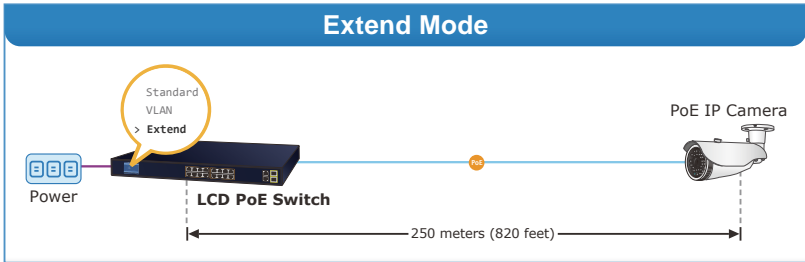 Extend Mode
Standard
VLAN
> Extend
PoE IP Camera
PoE
Power
LCD PoE Switch
250 meters (820 feet)